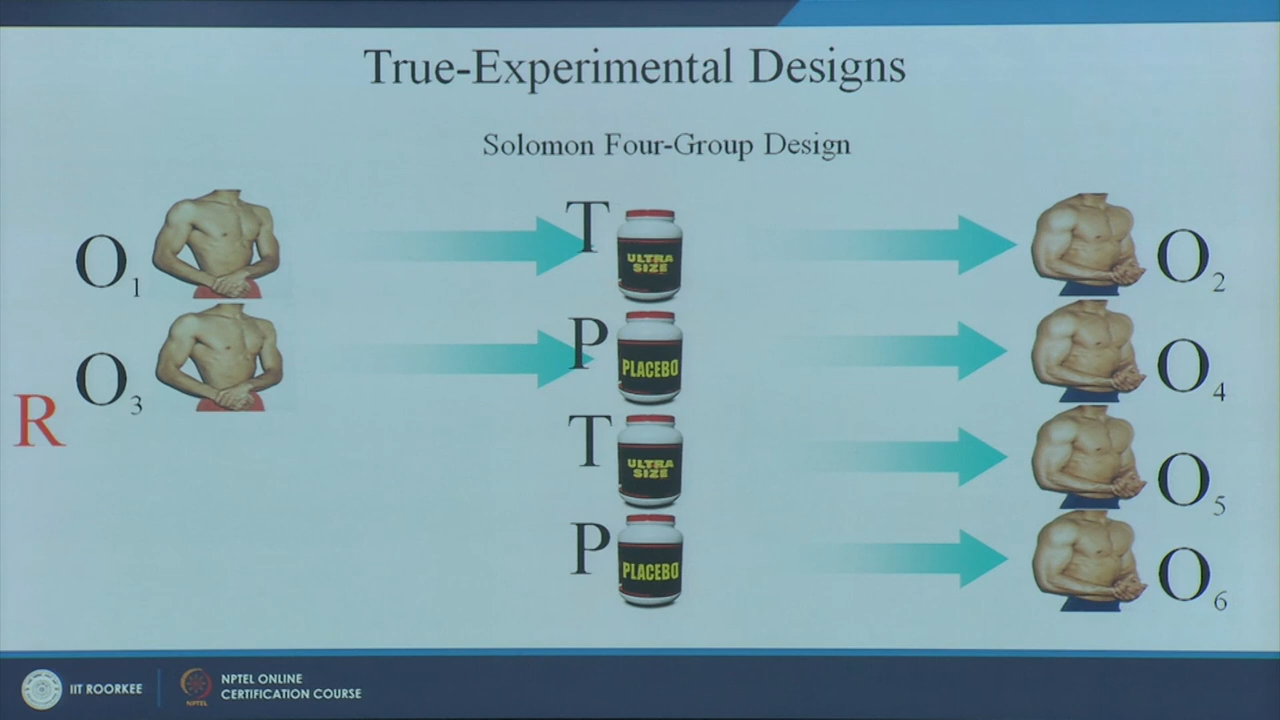 True-Experimental Designs
Solomon Four-Group Design
O1 T ULTRA SIZE O2
O3 P PLACEBO O4
R
T ULTRA SIZE O5
P PLACEBO O6
IIT ROORKEE
NPTEL
NPTEL ONLINE
CERTIFICATION COURSE